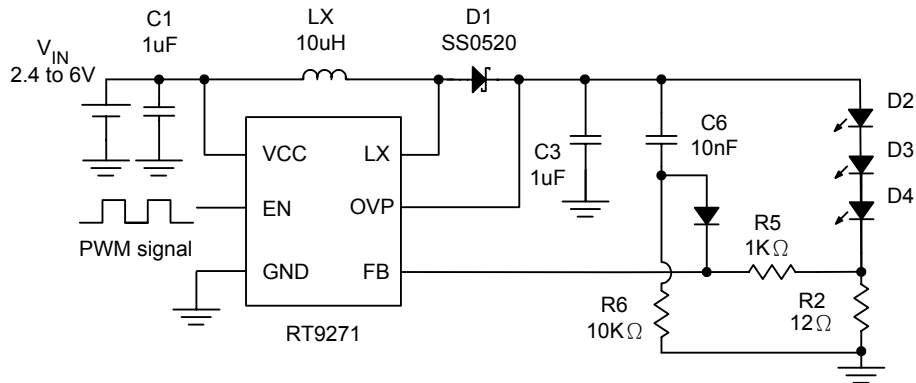 C1
1uF
LX
10uH
D1
SS0520
VIN
2.4 to 6V
D2
D3
D4
C6
10nF
C3
1uF
VCC
LX
EN
OVP
PWM signal
GND
FB
R5
1KΩ
R6
10KΩ
R2
12Ω
RT9271